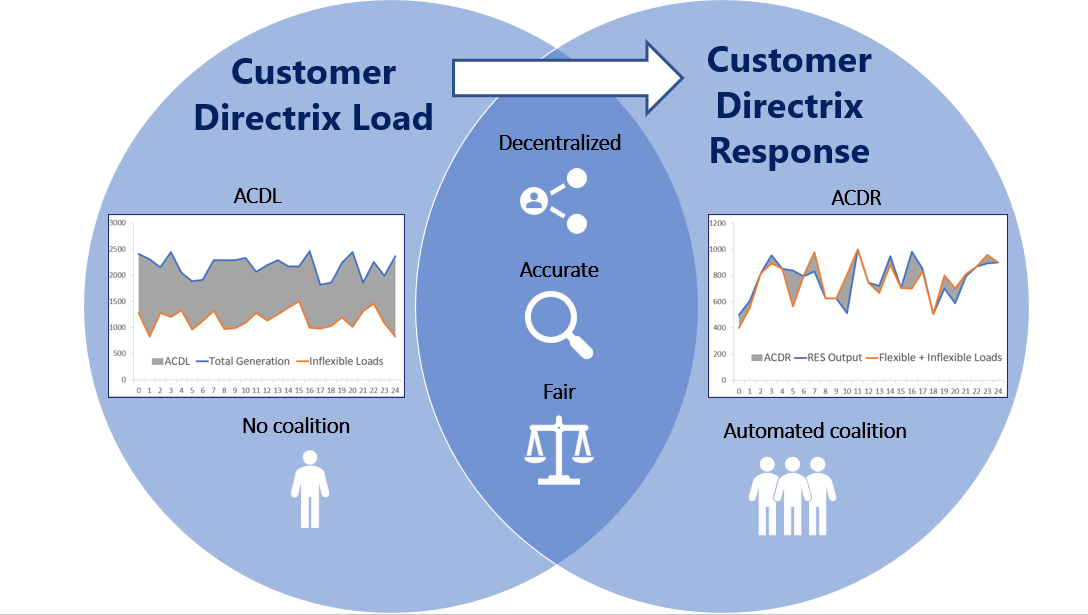 Customer
Directrix Load
Customer
Directrix
Response
Decentralized
Accurate
Fair
ACDL
3000
2500
2000
1500
1000
500
0
0 1 2 3 4 5 6 7 8 9 10 11 12 13 14 15 16 17 18 19 20 21 22 23 24
ACDL Total Generation Inflexible Loads
No coalition
ACDR
1200
1000
800
600
400
200
0
0 1 2 3 4 5 6 7 8 9 10 11 12 13 14 15 16 17 18 19 20 21 22 23 24
ACDR RES Output Flexible + Inflexible Loads
Automated coalition